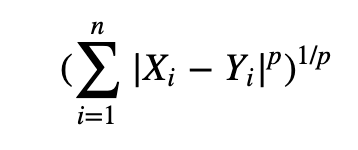 (∑_{i=1}^{n} |X_i − Y_i|^p)^{1/p}